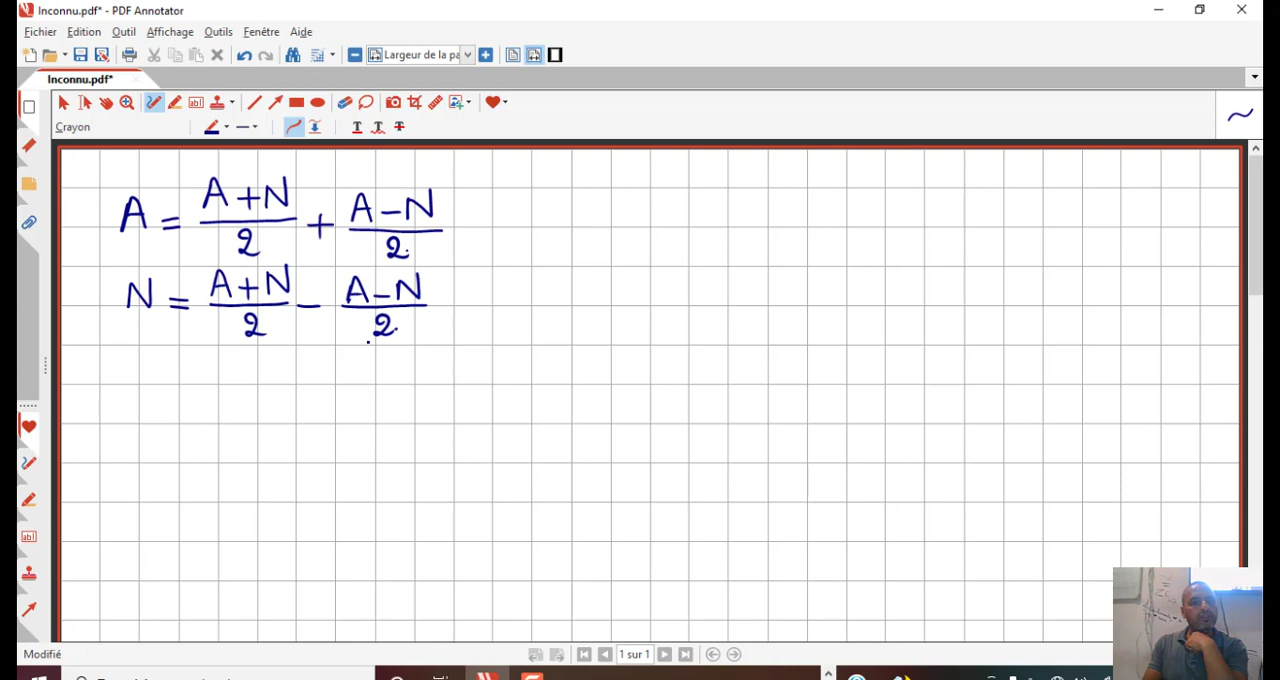 Inconnu.pdf* - PDF Annotator
Fichier Edition Outil Affichage Outils Fenêtre Aide
Largeur de la pa
Inconnu.pdf*
Crayon
A = (A+N)/2 + (A-N)/2
N = (A+N)/2 - (A-N)/2
Modifié
1 sur 1